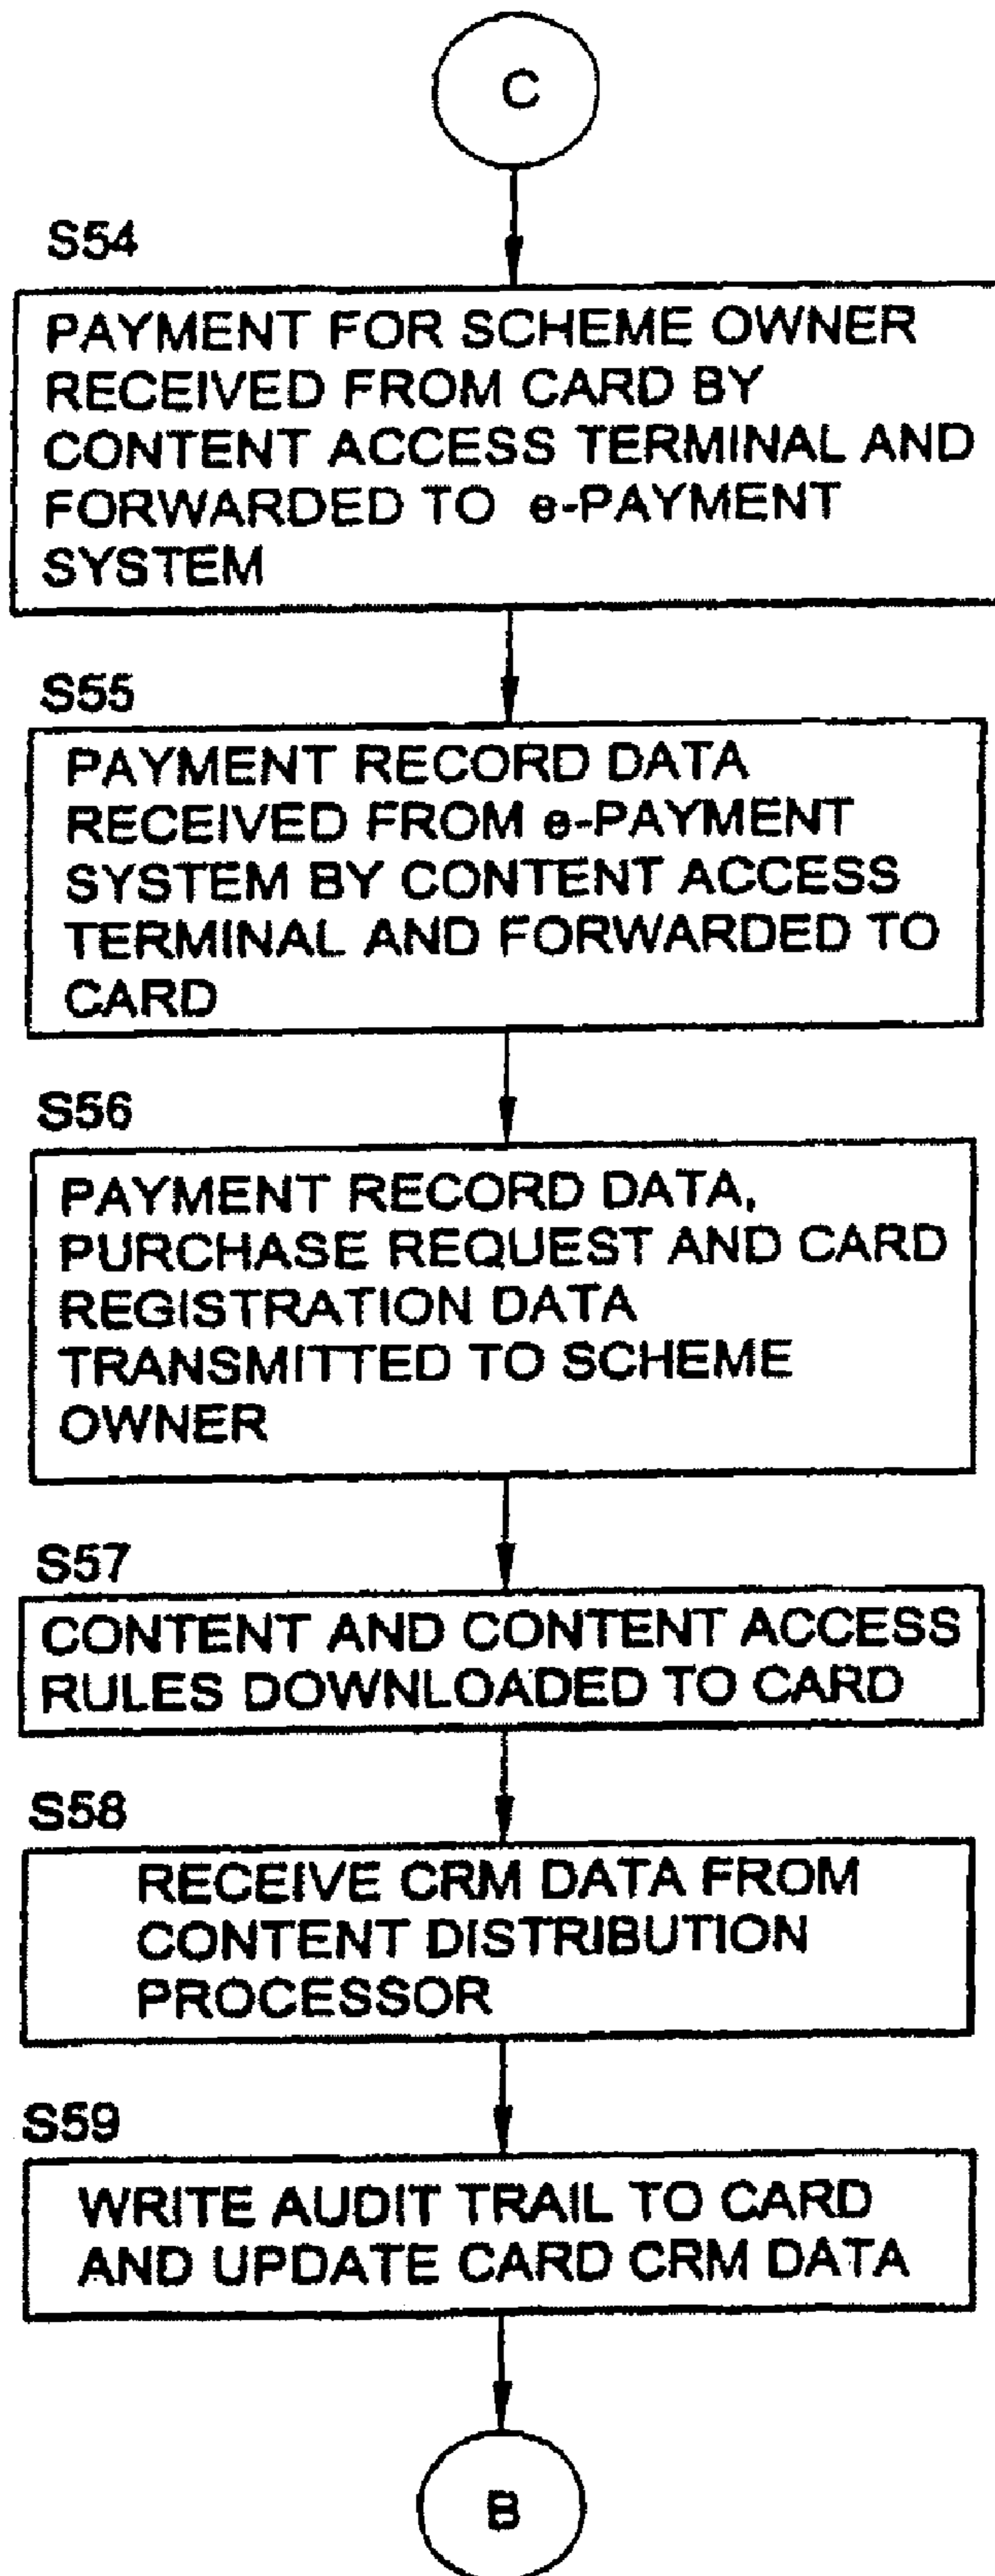 C
S54
PAYMENT FOR SCHEME OWNER
RECEIVED FROM CARD BY
CONTENT ACCESS TERMINAL AND
FORWARDED TO e-PAYMENT
SYSTEM
S55
PAYMENT RECORD DATA
RECEIVED FROM e-PAYMENT
SYSTEM BY CONTENT ACCESS
TERMINAL AND FORWARDED TO
CARD
S56
PAYMENT RECORD DATA,
PURCHASE REQUEST AND CARD
REGISTRATION DATA
TRANSMITTED TO SCHEME
OWNER
S57
CONTENT AND CONTENT ACCESS
RULES DOWNLOADED TO CARD
S58
RECEIVE CRM DATA FROM
CONTENT DISTRIBUTION
PROCESSOR
S59
WRITE AUDIT TRAIL TO CARD
AND UPDATE CARD CRM DATA
B